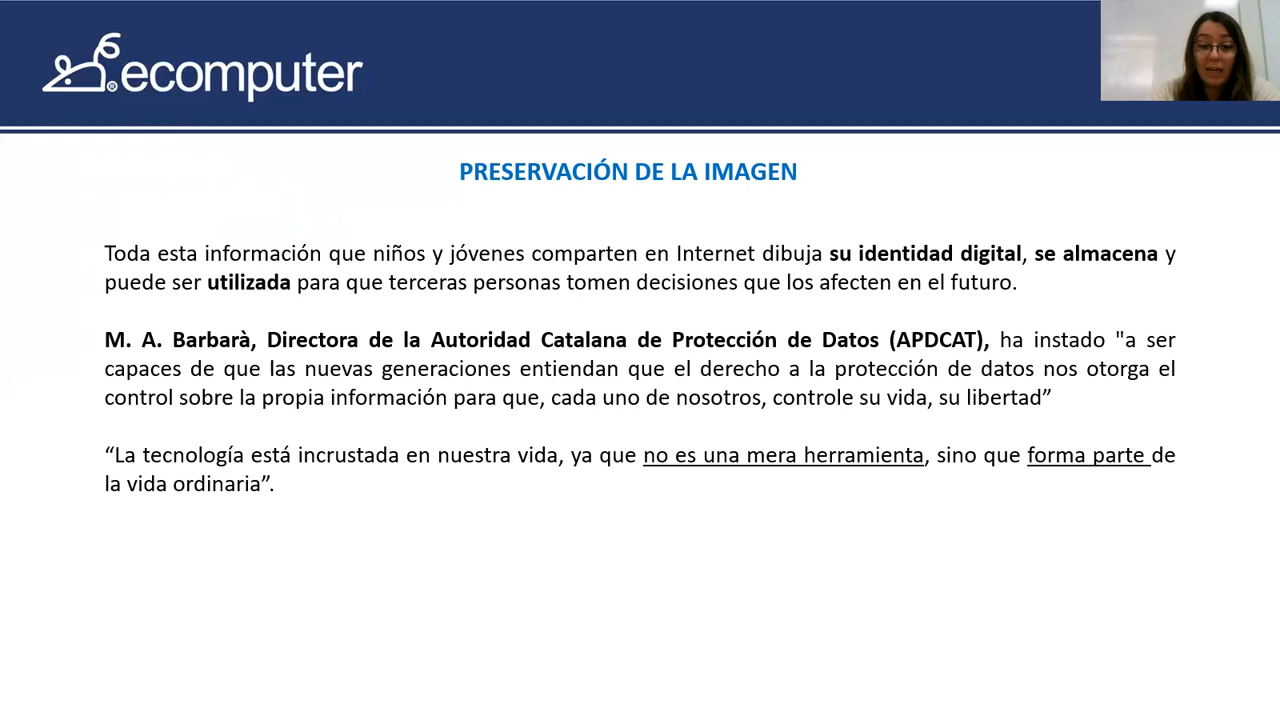 ecomputer
PRESERVACIÓN DE LA IMAGEN
Toda esta información que niños y jóvenes comparten en Internet dibuja su identidad digital, se almacena y
puede ser utilizada para que terceras personas tomen decisiones que los afecten en el futuro.
M. A. Barbarà, Directora de la Autoridad Catalana de Protección de Datos (APDCAT), ha instado "a ser
capaces de que las nuevas generaciones entiendan que el derecho a la protección de datos nos otorga el
control sobre la propia información para que, cada uno de nosotros, controle su vida, su libertad”
“La tecnología está incrustada en nuestra vida, ya que no es una mera herramienta, sino que forma parte de
la vida ordinaria”.